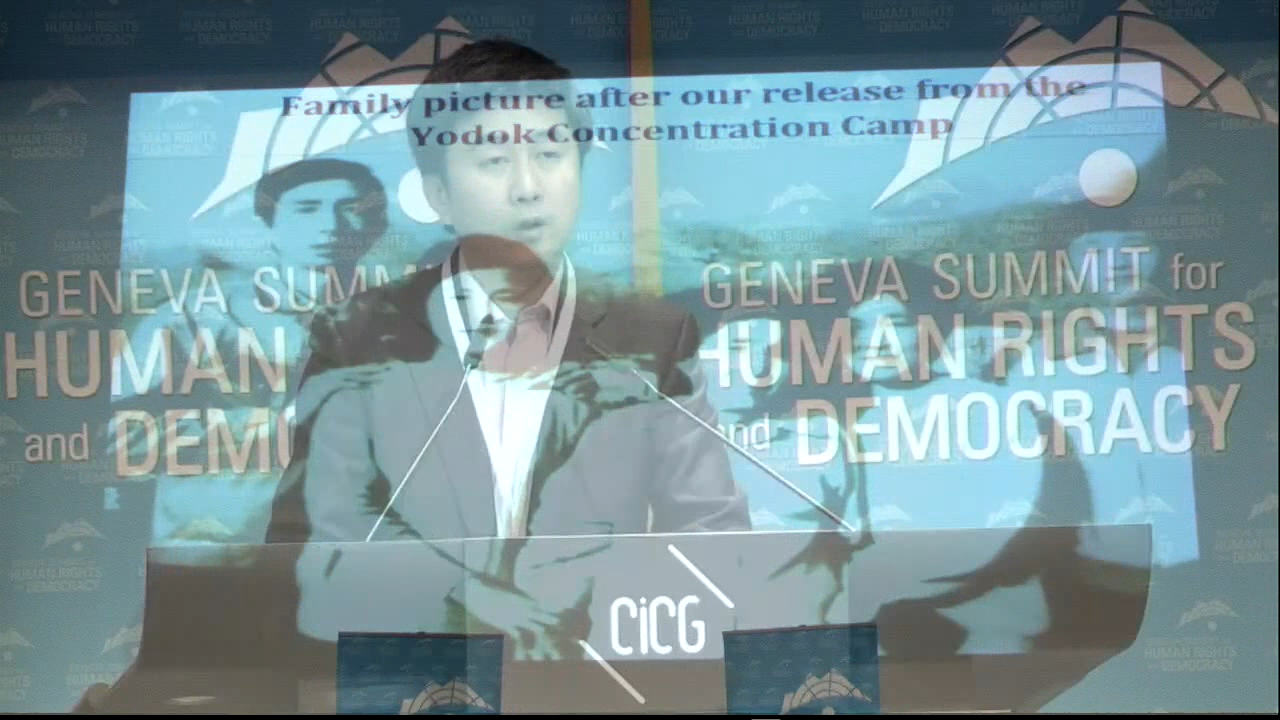 Family picture after our release from the
Yodok Concentration Camp
GENEVA SUMM
HUMAN
and DEM
GENEVA SUMMIT for
HUMAN RIGHTS
and DEMOCRACY
CiCG